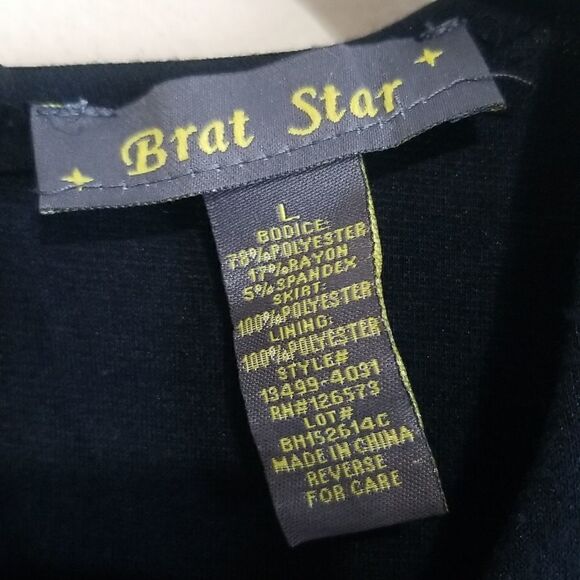 Brat Star
L
BODICE:
78%POLYESTER
17%RAYON
5%SPANDEX
SKIRT:
100%POLYESTER
LINING:
100%POLYESTER
STYLE#
13499-4031
RN#126573
LOT#
BH152614C
MADE IN CHINA
REVERSE
FOR CARE